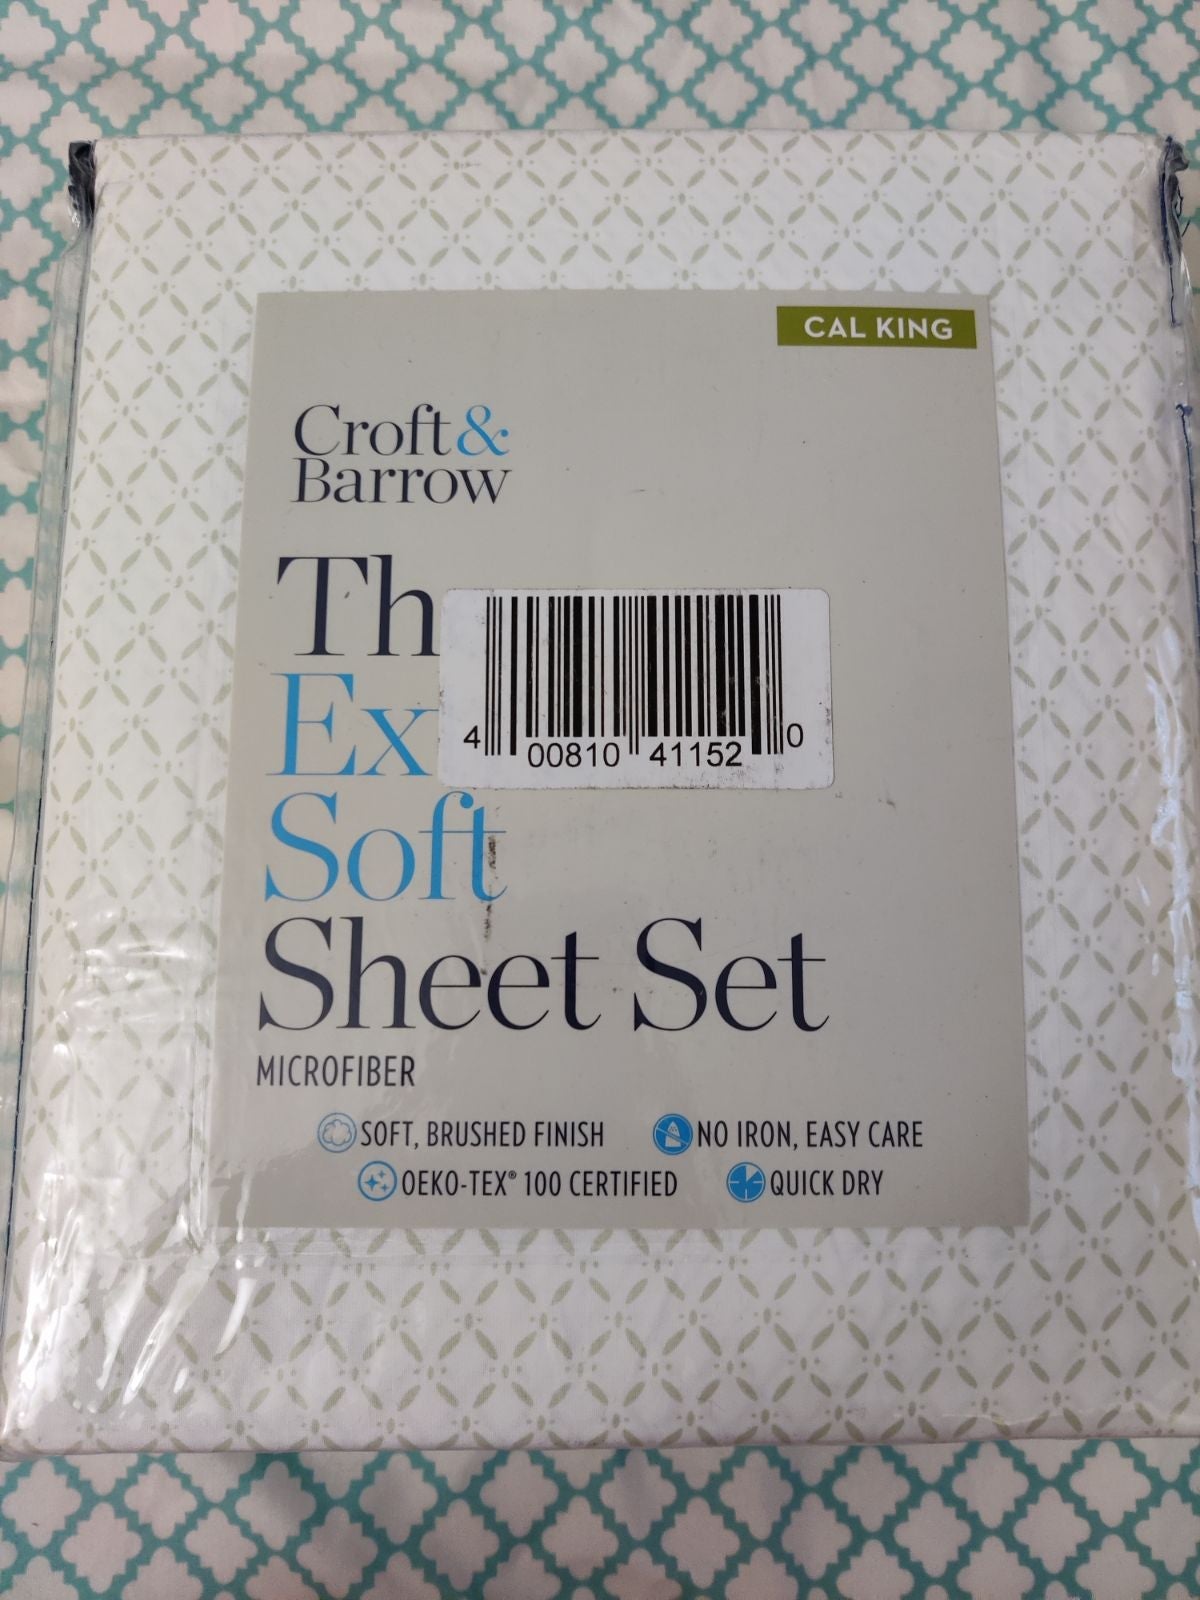 CAL KING
Croft &
Barrow
Th
Ex
Soft
Sheet Set
4 00810 41152 0
MICROFIBER
SOFT, BRUSHED FINISH
NO IRON, EASY CARE
OEKO-TEX® 100 CERTIFIED
QUICK DRY